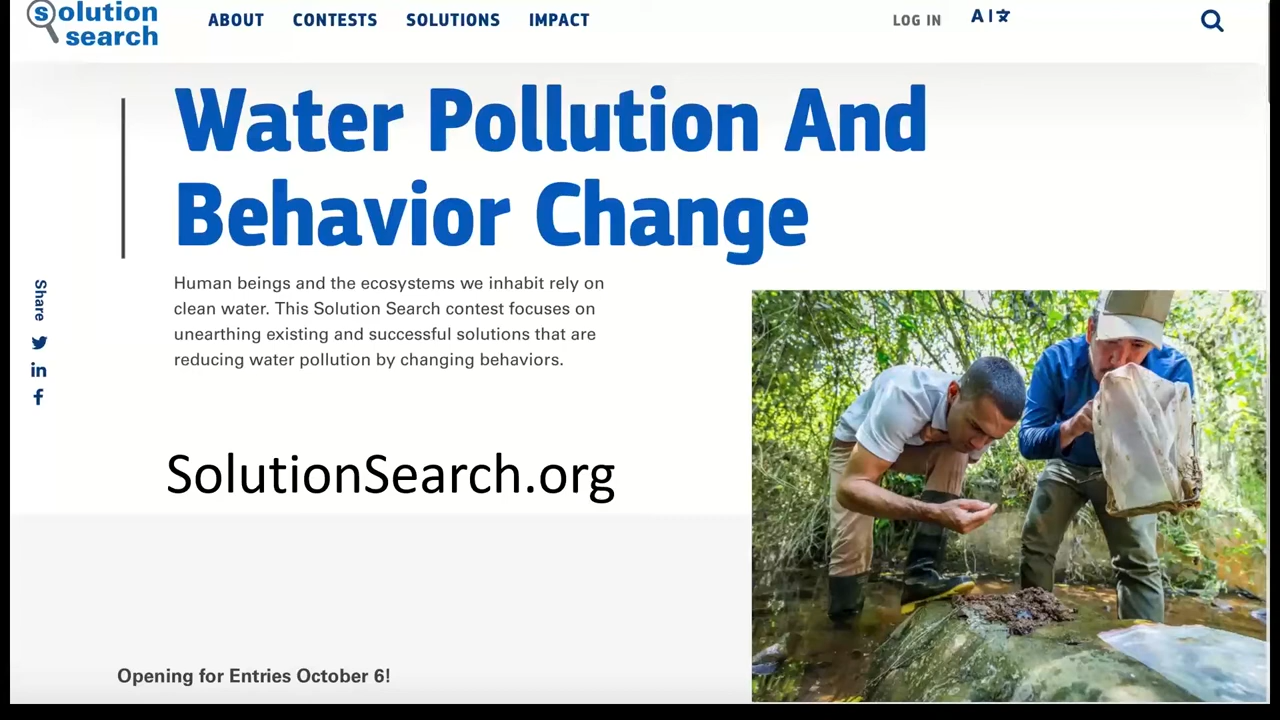 solution
search
ABOUT CONTESTS SOLUTIONS IMPACT
LOG IN
A|文
Water Pollution And
Behavior Change
Human beings and the ecosystems we inhabit rely on
clean water. This Solution Search contest focuses on
unearthing existing and successful solutions that are
reducing water pollution by changing behaviors.
Share
SolutionSearch.org
Opening for Entries October 6!